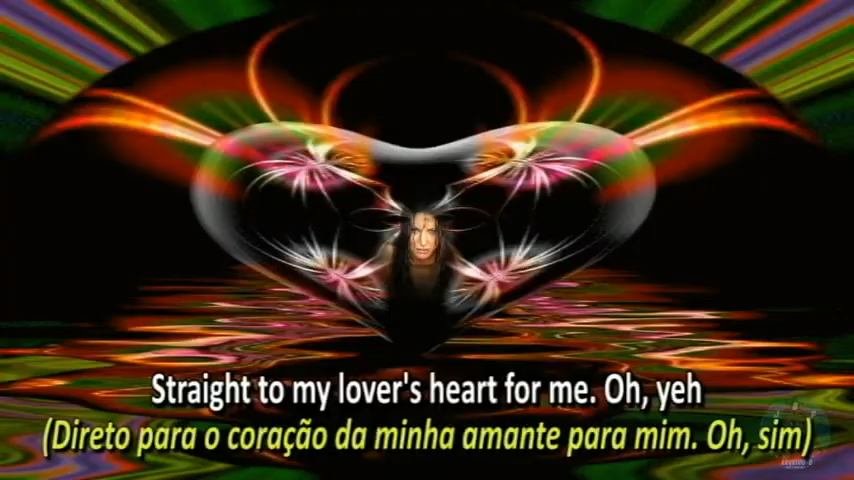 Straight to my lover's heart for me. Oh, yeh
(Direto para o coração da minha amante para mim. Oh, sim)